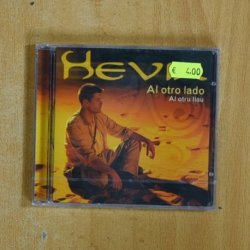 HEVIA
€ 4.00
Al otro lado
Al otru llau